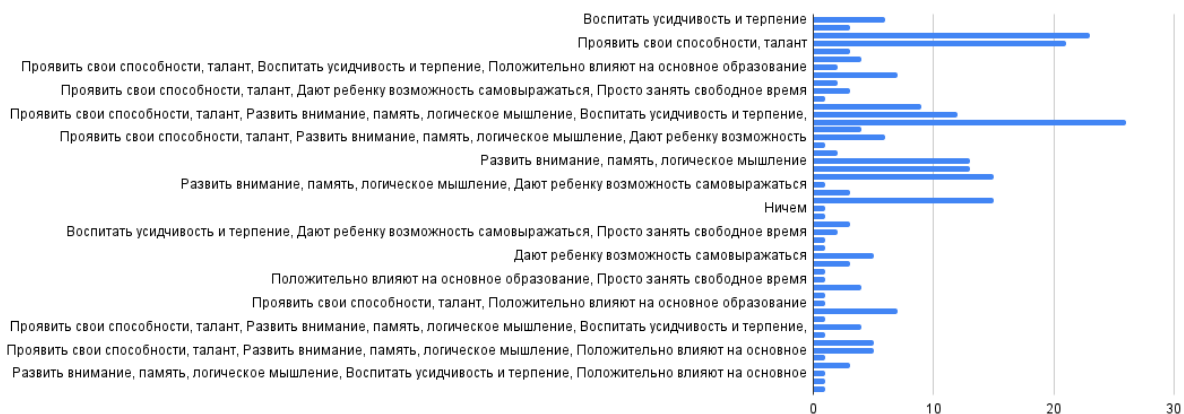 Воспитать усидчивость и терпение
Проявить свои способности, талант
Проявить свои способности, талант, Воспитать усидчивость и терпение, Положительно влияют на основное образование
Проявить свои способности, талант, Дают ребенку возможность самовыражаться, Просто занять свободное время
Проявить свои способности, талант, Развить внимание, память, логическое мышление, Воспитать усидчивость и терпение,
Проявить свои способности, талант, Развить внимание, память, логическое мышление, Дают ребенку возможность
Развить внимание, память, логическое мышление
Развить внимание, память, логическое мышление, Дают ребенку возможность самовыражаться
Ничем
Воспитать усидчивость и терпение, Дают ребенку возможность самовыражаться, Просто занять свободное время
Дают ребенку возможность самовыражаться
Положительно влияют на основное образование, Просто занять свободное время
Проявить свои способности, талант, Положительно влияют на основное образование
Проявить свои способности, талант, Развить внимание, память, логическое мышление, Воспитать усидчивость и терпение,
Проявить свои способности, талант, Развить внимание, память, логическое мышление, Положительно влияют на основное
Развить внимание, память, логическое мышление, Воспитать усидчивость и терпение, Положительно влияют на основное
0 10 20 30